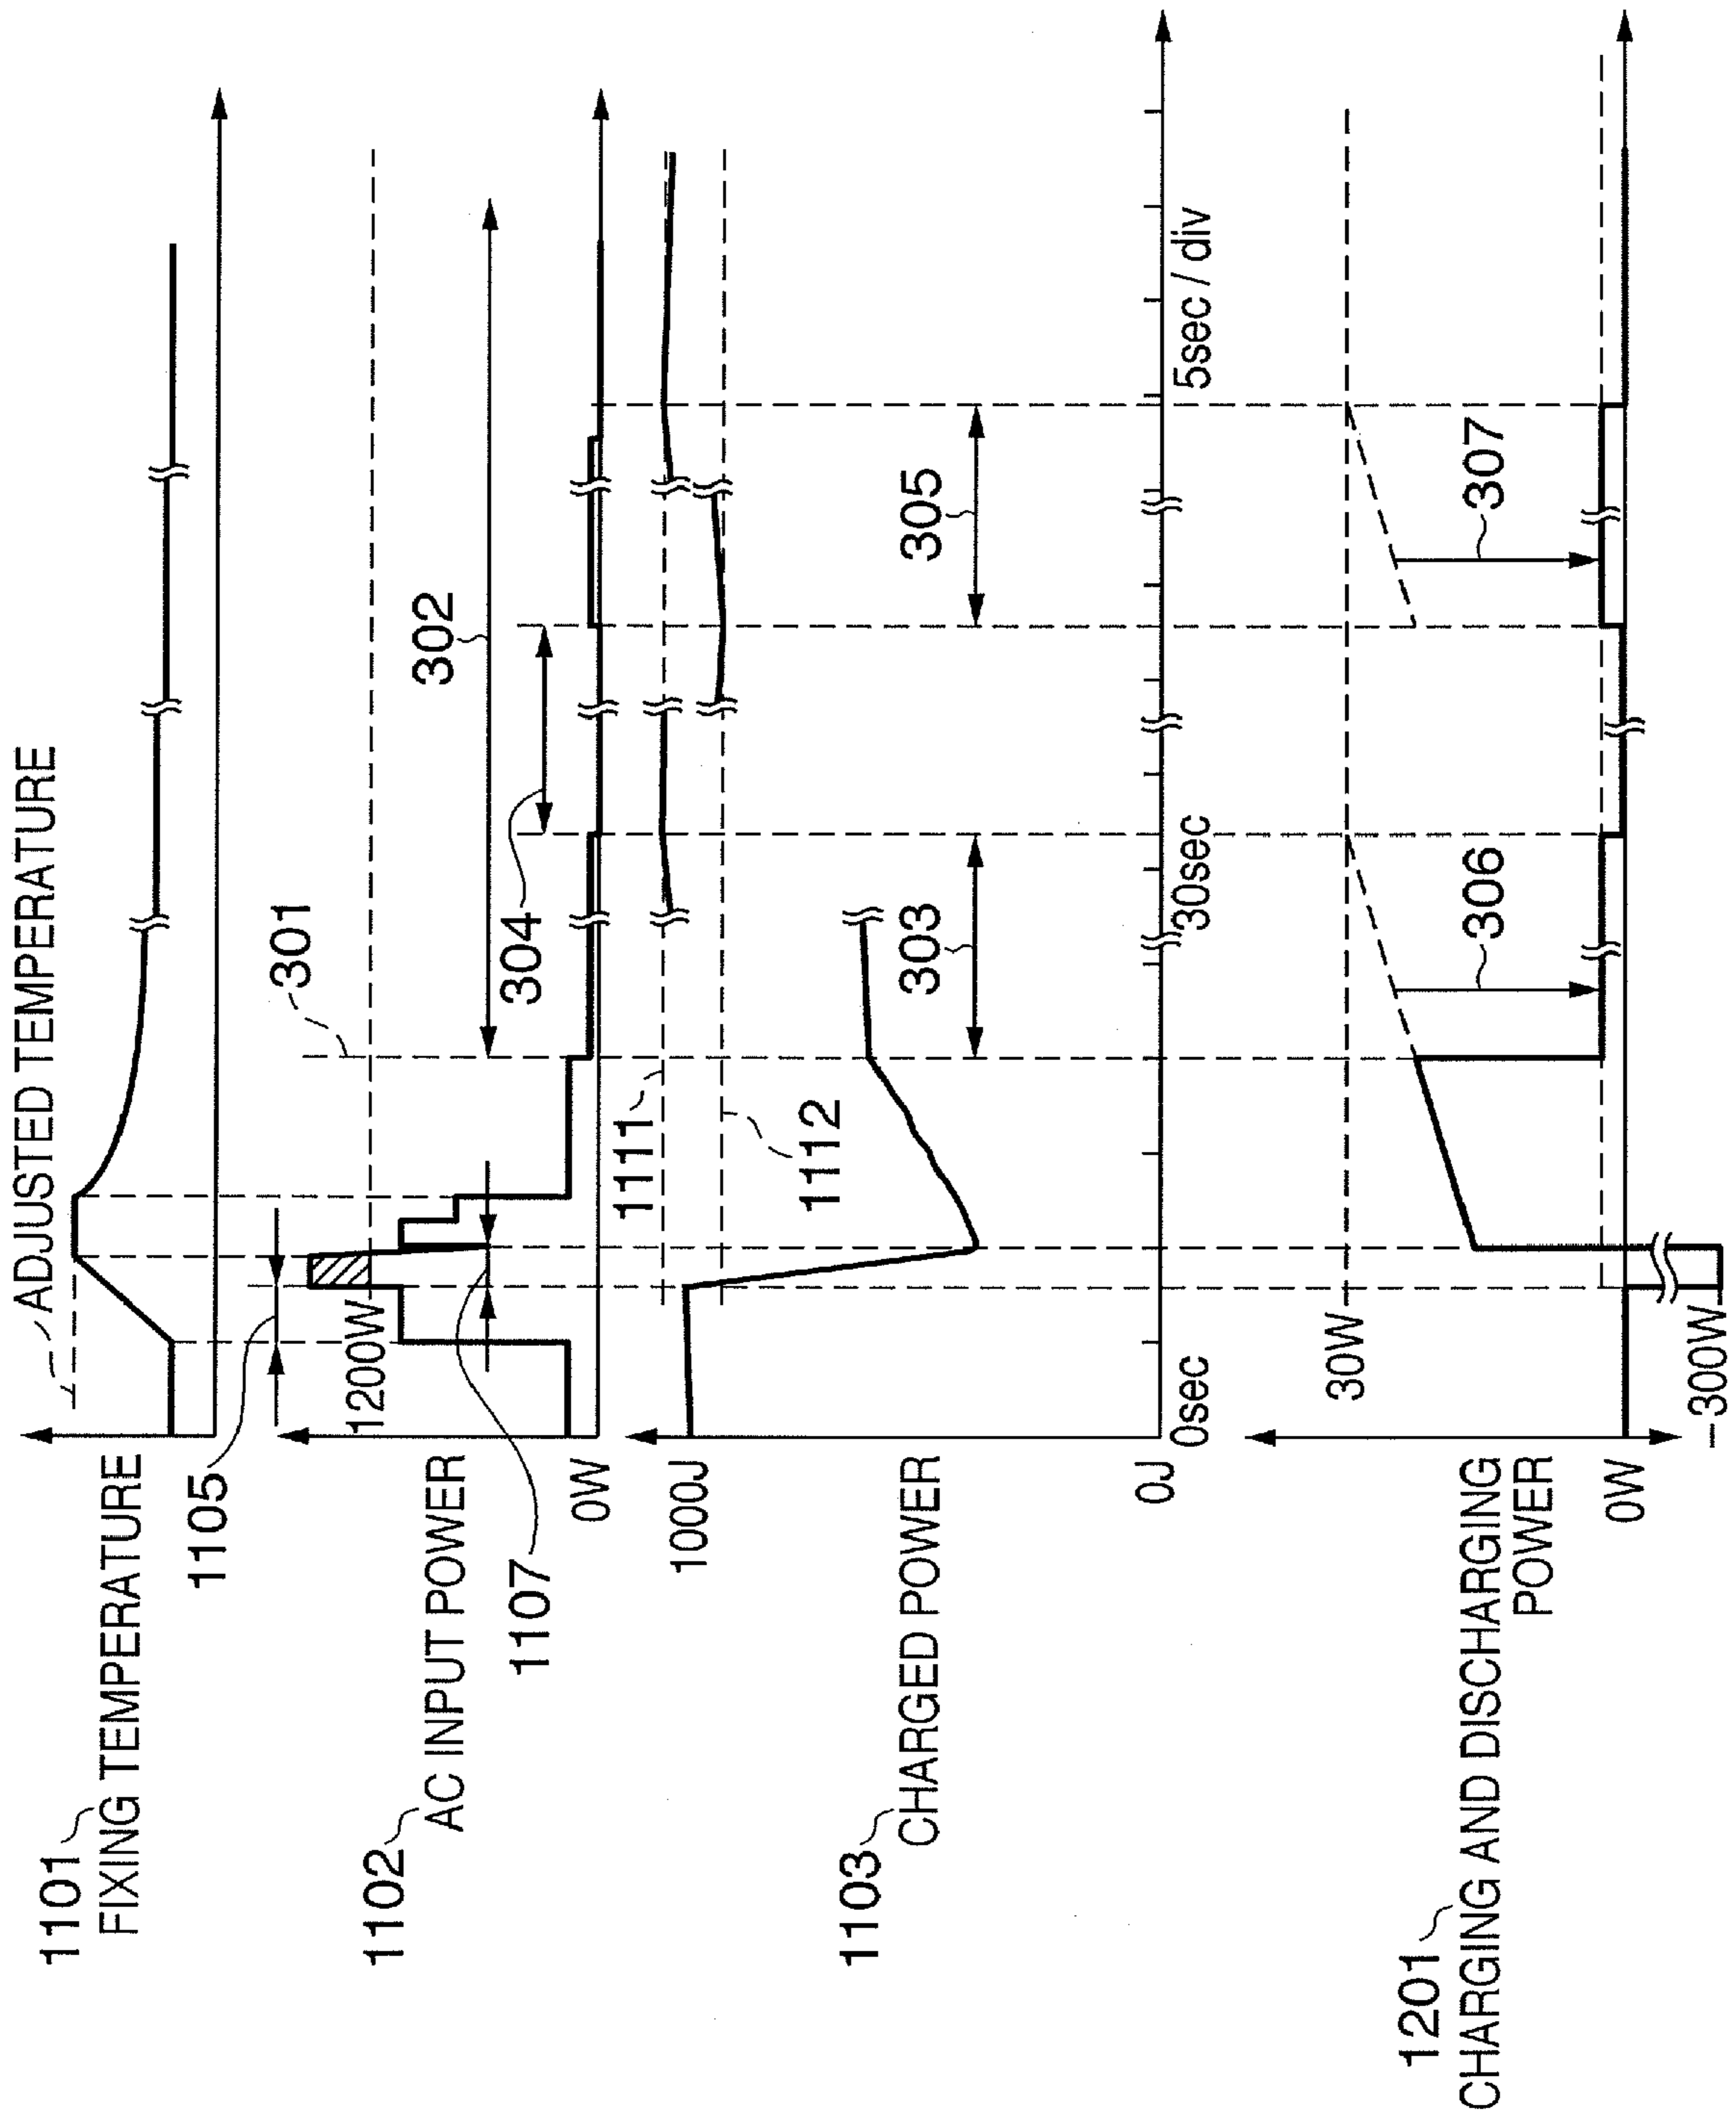 1101
FIXING TEMPERATURE
ADJUSTED TEMPERATURE
1105
1102
AC INPUT POWER
1200W
0W
1107
301
302
304
1103
CHARGED POWER
1000J
0J
1111
1112
303
305
0sec
30sec
5sec / div
1201
CHARGING AND DISCHARGING
POWER
30W
0W
−300W
306
307